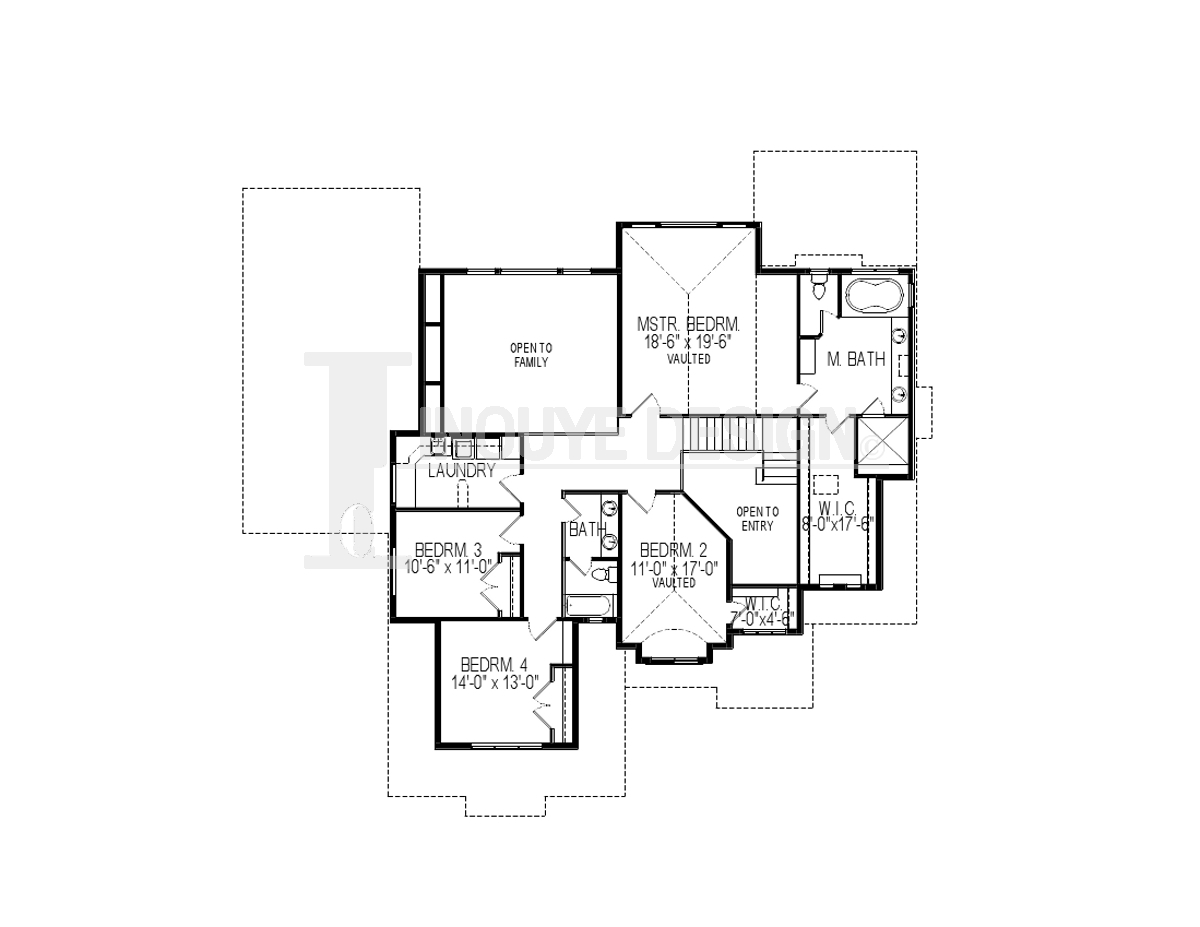 MSTR. BEDRM.
18'-6" x 19'-6"
VAULTED
OPEN TO
FAMILY
M. BATH
INOUYE DESIGN ©
LAUNDRY
W.I.C.
8'-0"x17'-6"
OPEN TO
ENTRY
BATH
BEDRM. 3
10'-6" x 11'-0"
BEDRM. 2
11'-0" x 17'-0"
VAULTED
W.I.C.
7'-0"x4'-6"
BEDRM. 4
14'-0" x 13'-0"